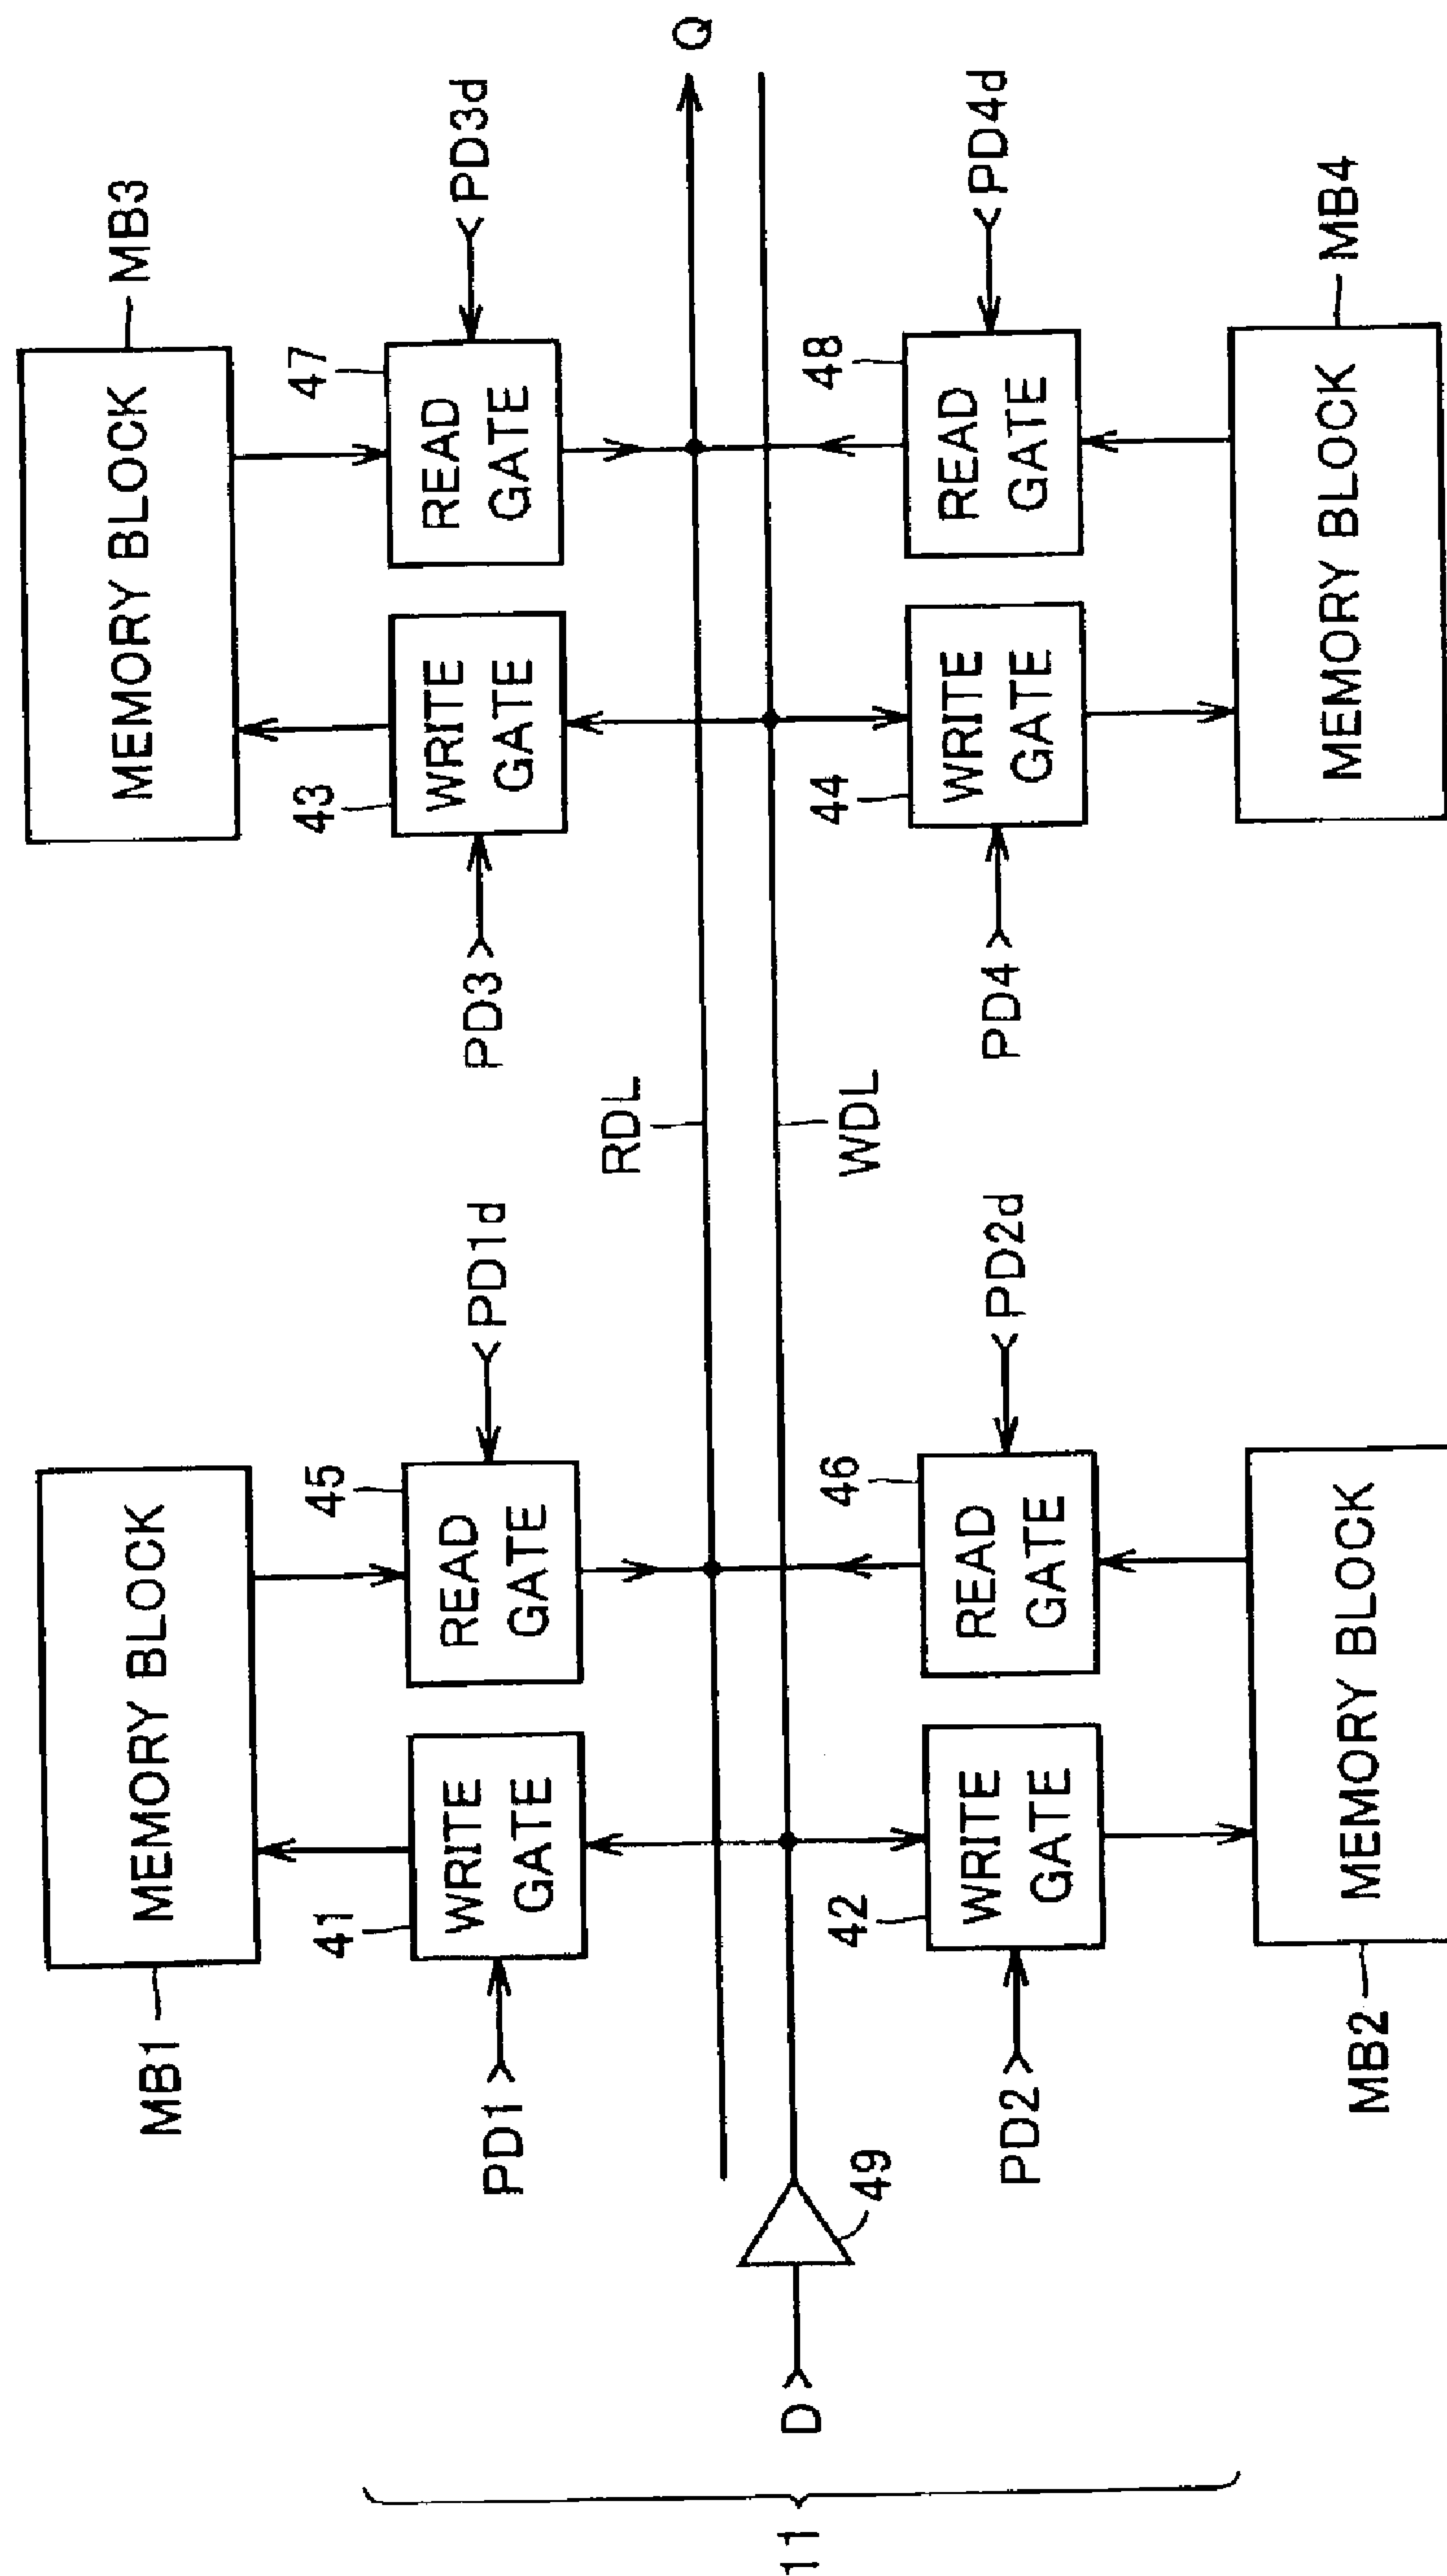 MB1
MEMORY BLOCK
MB3
MEMORY BLOCK
41
WRITE
GATE
45
READ
GATE
43
WRITE
GATE
47
READ
GATE
PD1
PD1d
PD3
PD3d
RDL
Q
D
49
WDL
11
42
WRITE
GATE
46
READ
GATE
44
WRITE
GATE
48
READ
GATE
PD2
PD2d
PD4
PD4d
MB2
MEMORY BLOCK
MEMORY BLOCK
MB4